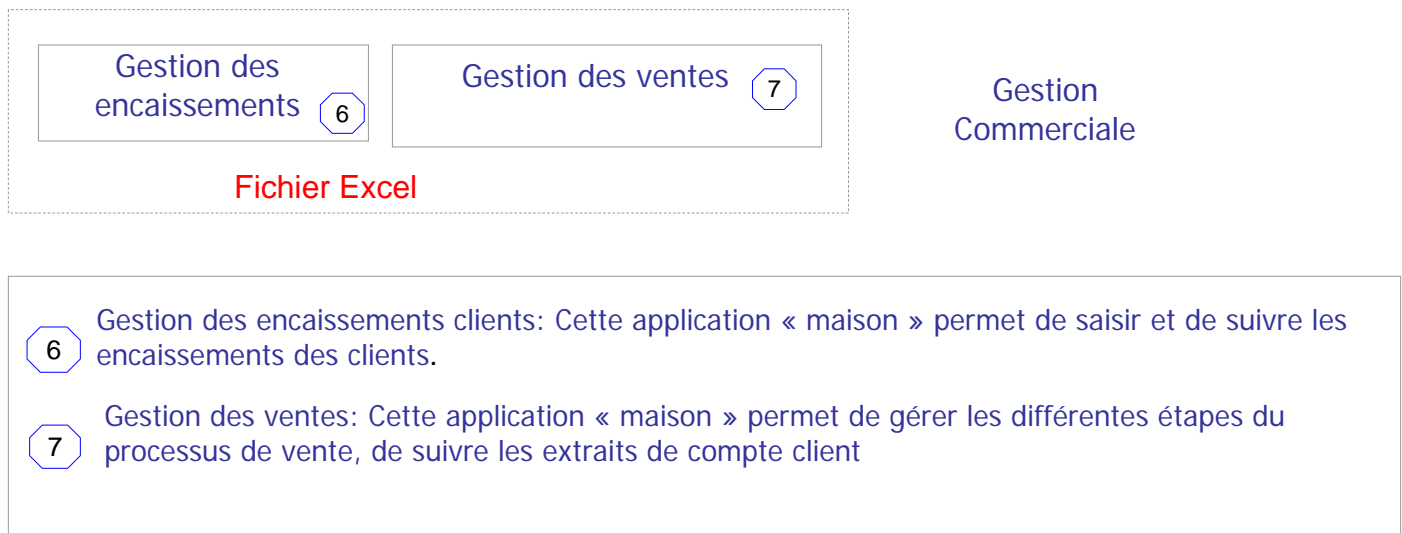 Gestion des
encaissements 6
Gestion des ventes 7
Gestion
Commerciale
Fichier Excel
6 Gestion des encaissements clients: Cette application « maison » permet de saisir et de suivre les
encaissements des clients.
7 Gestion des ventes: Cette application « maison » permet de gérer les différentes étapes du
processus de vente, de suivre les extraits de compte client